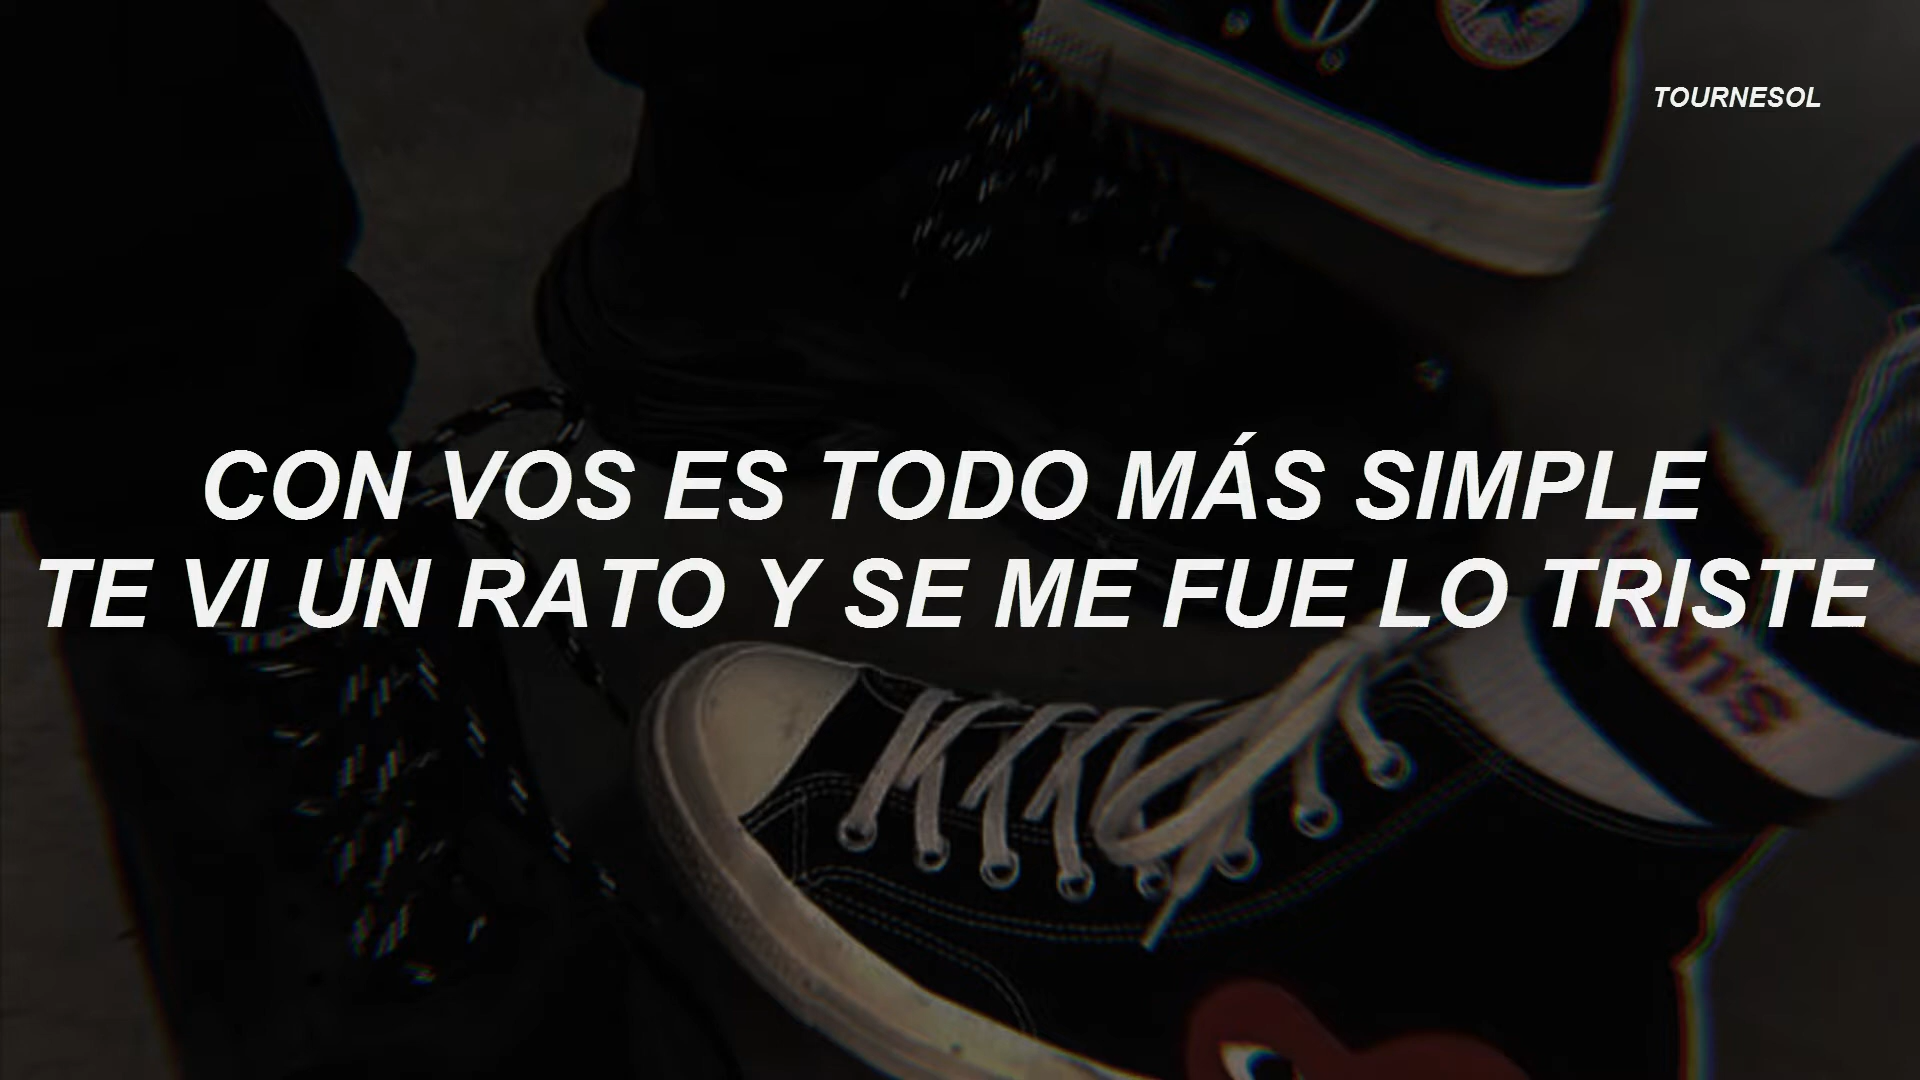 TOURNESOL
CON VOS ES TODO MÁS SIMPLE
TE VI UN RATO Y SE ME FUE LO TRISTE